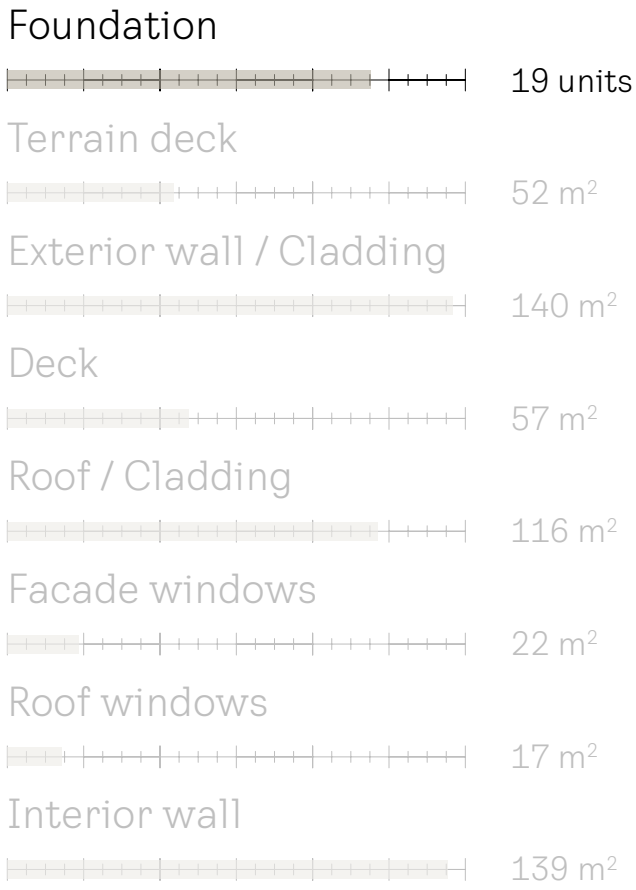 Foundation
19 units
Terrain deck
52 m²
Exterior wall / Cladding
140 m²
Deck
57 m²
Roof / Cladding
116 m²
Facade windows
22 m²
Roof windows
17 m²
Interior wall
139 m²